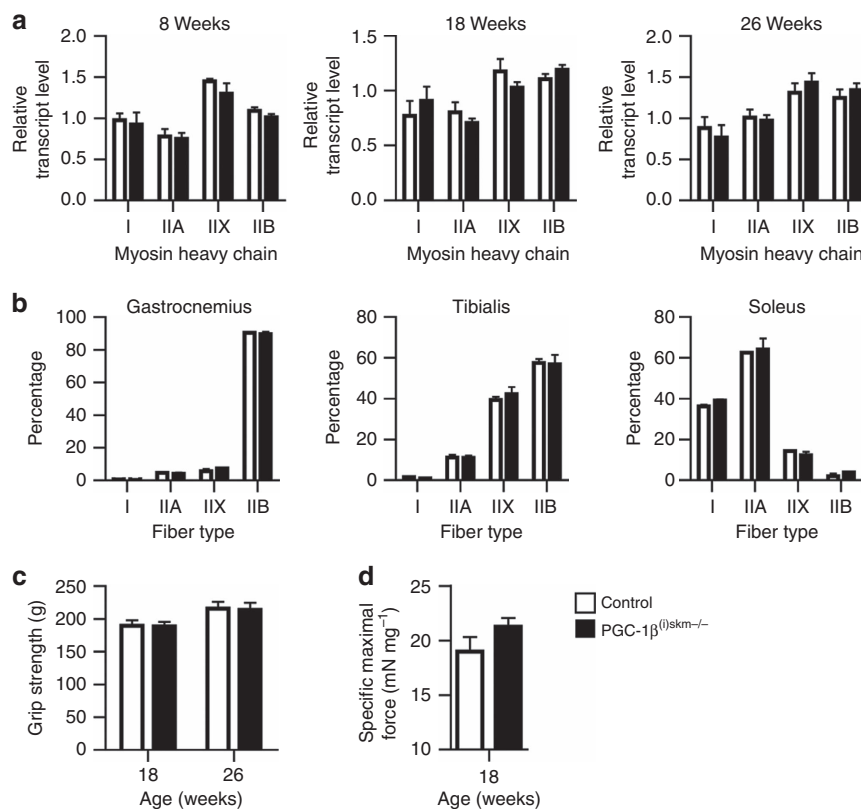 a
8 Weeks
18 Weeks
26 Weeks
Relative
transcript level
2.0
1.5
1.0
0.5
0.0
I IIA IIX IIB
Myosin heavy chain
Relative
transcript level
1.5
1.0
0.5
0.0
I IIA IIX IIB
Myosin heavy chain
Relative
transcript level
2.0
1.5
1.0
0.5
0.0
I IIA IIX IIB
Myosin heavy chain
b
Gastrocnemius
Percentage
100
80
60
40
20
0
I IIA IIX IIB
Fiber type
Tibialis
Percentage
80
60
40
20
0
I IIA IIX IIB
Fiber type
Soleus
Percentage
80
60
40
20
0
I IIA IIX IIB
Fiber type
c
Grip strength (g)
250
200
150
100
50
0
18 26
Age (weeks)
d
Specific maximal
force (mN mg⁻¹)
25
20
15
10
18
Age (weeks)
Control
PGC-1β⁽ⁱ⁾ˢᵏᵐ⁻/⁻